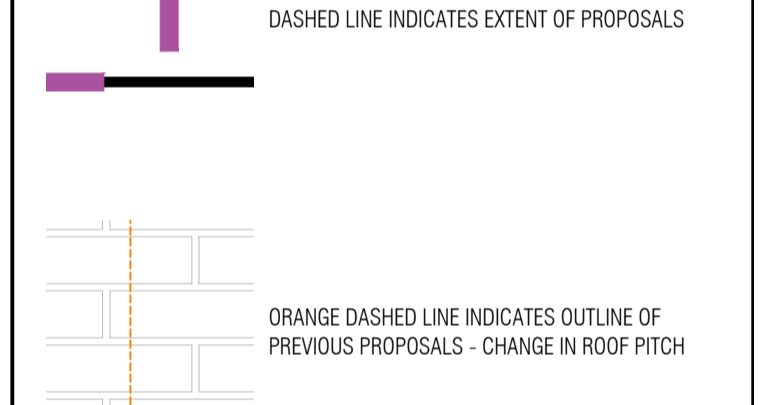 DASHED LINE INDICATES EXTENT OF PROPOSALS
ORANGE DASHED LINE INDICATES OUTLINE OF
PREVIOUS PROPOSALS - CHANGE IN ROOF PITCH